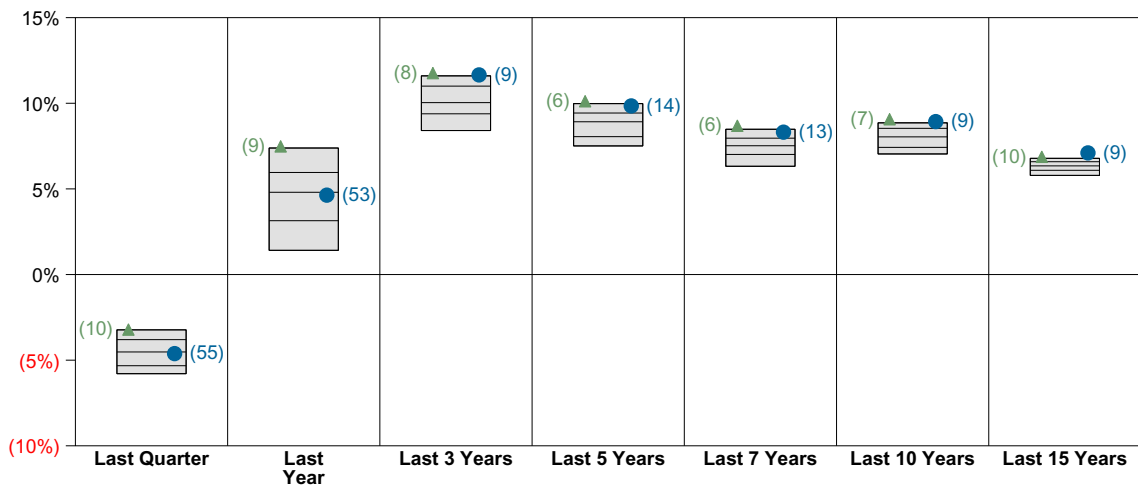 15%
10%
5%
0%
(5%)
(10%)
(10)
(55)
(9)
(53)
(8)
(9)
(6)
(14)
(6)
(13)
(7)
(9)
(10)
(9)
Last Quarter
Last
Year
Last 3 Years
Last 5 Years
Last 7 Years
Last 10 Years
Last 15 Years